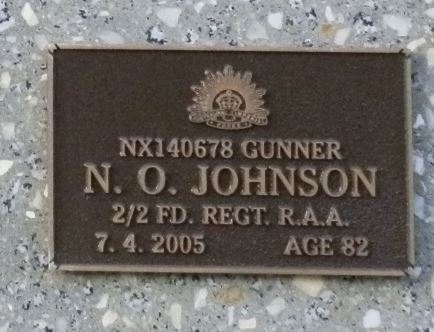 NX140678 GUNNER
N. O. JOHNSON
2/2 FD. REGT. R.A.A.
7. 4. 2005 AGE 82